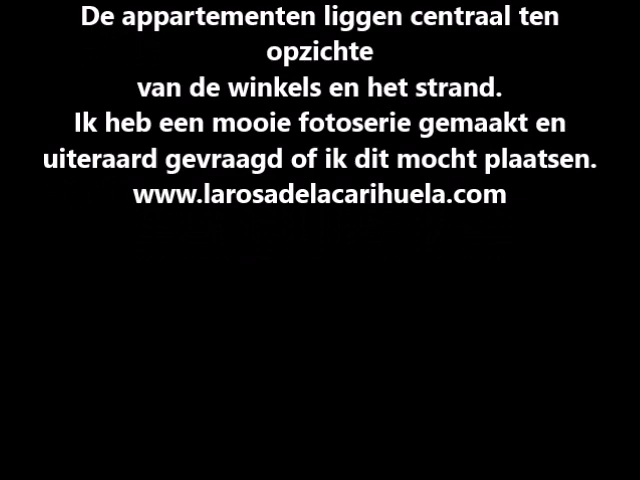 De appartementen liggen centraal ten
opzichte
van de winkels en het strand.
Ik heb een mooie fotoserie gemaakt en
uiteraard gevraagd of ik dit mocht plaatsen.
www.larosadelacarihuela.com